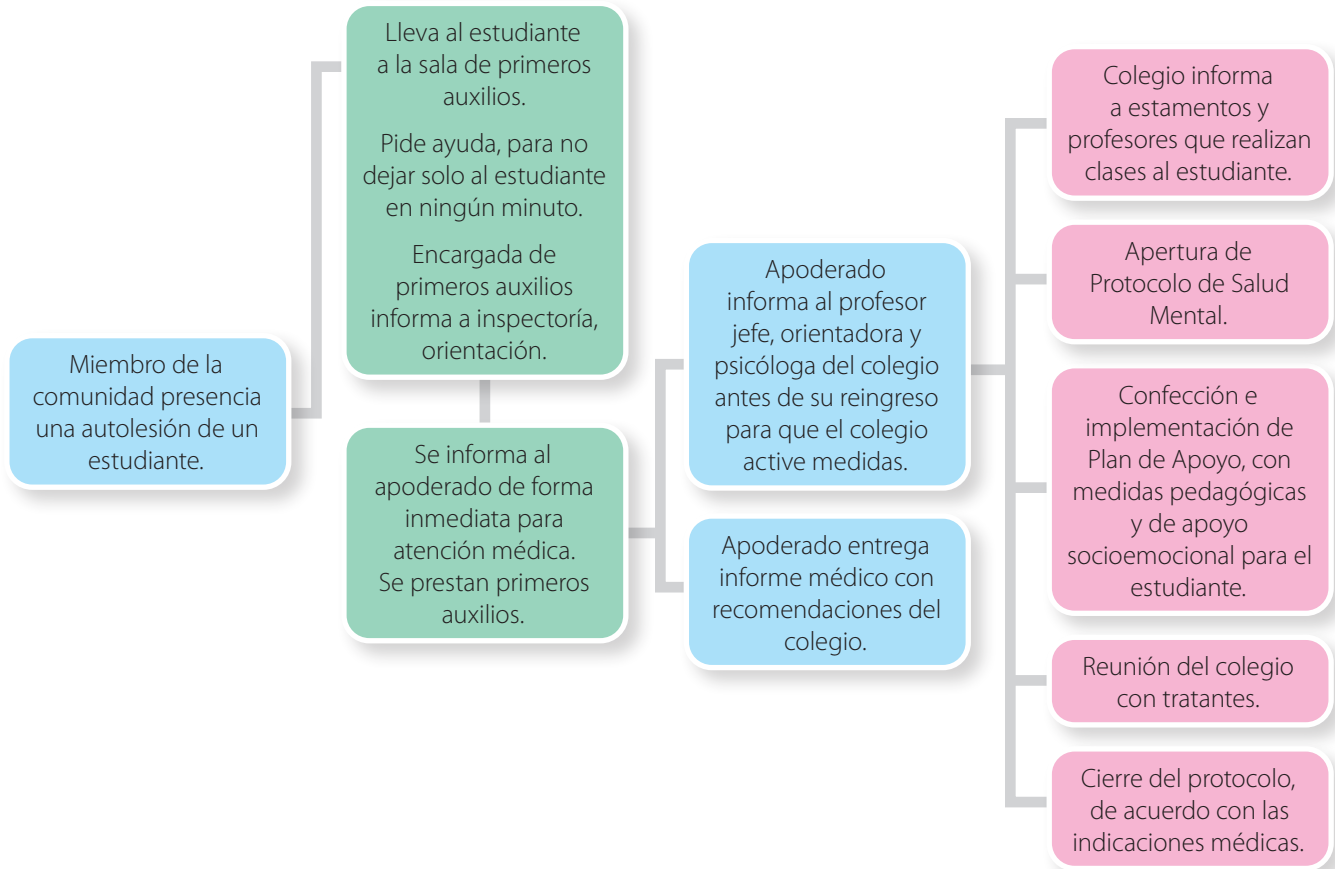 Miembro de la
comunidad presencia
una autolesión de un
estudiante.
Lleva al estudiante
a la sala de primeros
auxilios.
Pide ayuda, para no
dejar solo al estudiante
en ningún minuto.
Encargada de
primeros auxilios
informa a inspectoría,
orientación.
Se informa al
apoderado de forma
inmediata para
atención médica.
Se prestan primeros
auxilios.
Apoderado
informa al profesor
jefe, orientadora y
psicóloga del colegio
antes de su reingreso
para que el colegio
active medidas.
Apoderado entrega
informe médico con
recomendaciones del
colegio.
Colegio informa
a estamentos y
profesores que realizan
clases al estudiante.
Apertura de
Protocolo de Salud
Mental.
Confección e
implementación de
Plan de Apoyo, con
medidas pedagógicas
y de apoyo
socioemocional para el
estudiante.
Reunión del colegio
con tratantes.
Cierre del protocolo,
de acuerdo con las
indicaciones médicas.